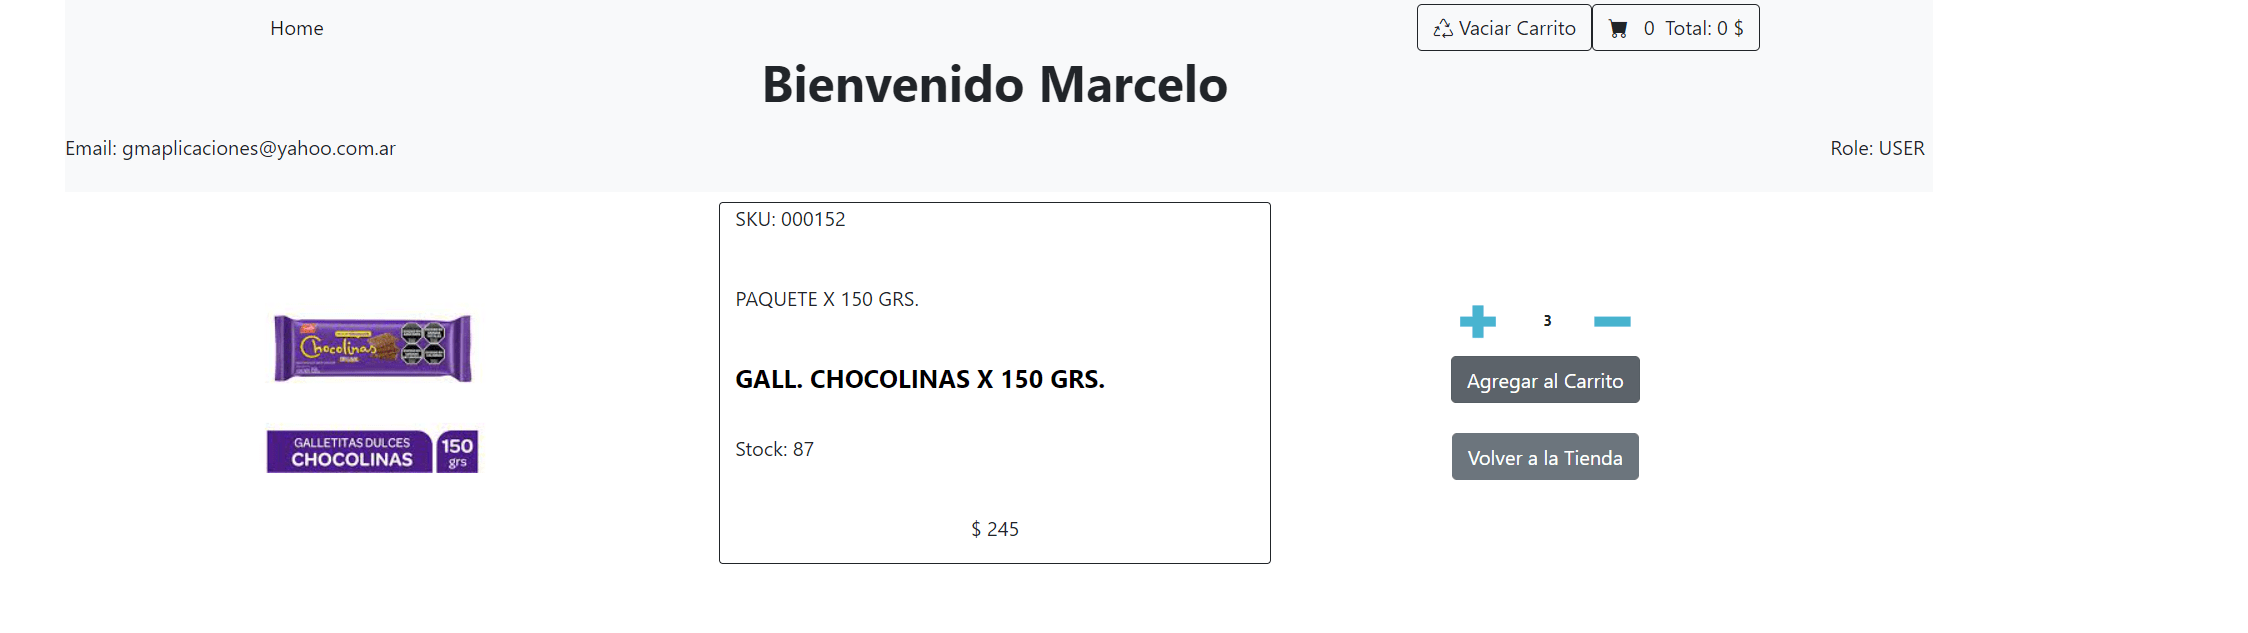 Home
Vaciar Carrito
0 Total: 0 $
Bienvenido Marcelo
Email: gmaplicaciones@yahoo.com.ar
Role: USER
SKU: 000152
PAQUETE X 150 GRS.
GALL. CHOCOLINAS X 150 GRS.
Stock: 87
$ 245
Chocolinas
GALLETITAS DULCES
CHOCOLINAS
150
grs
3
Agregar al Carrito
Volver a la Tienda